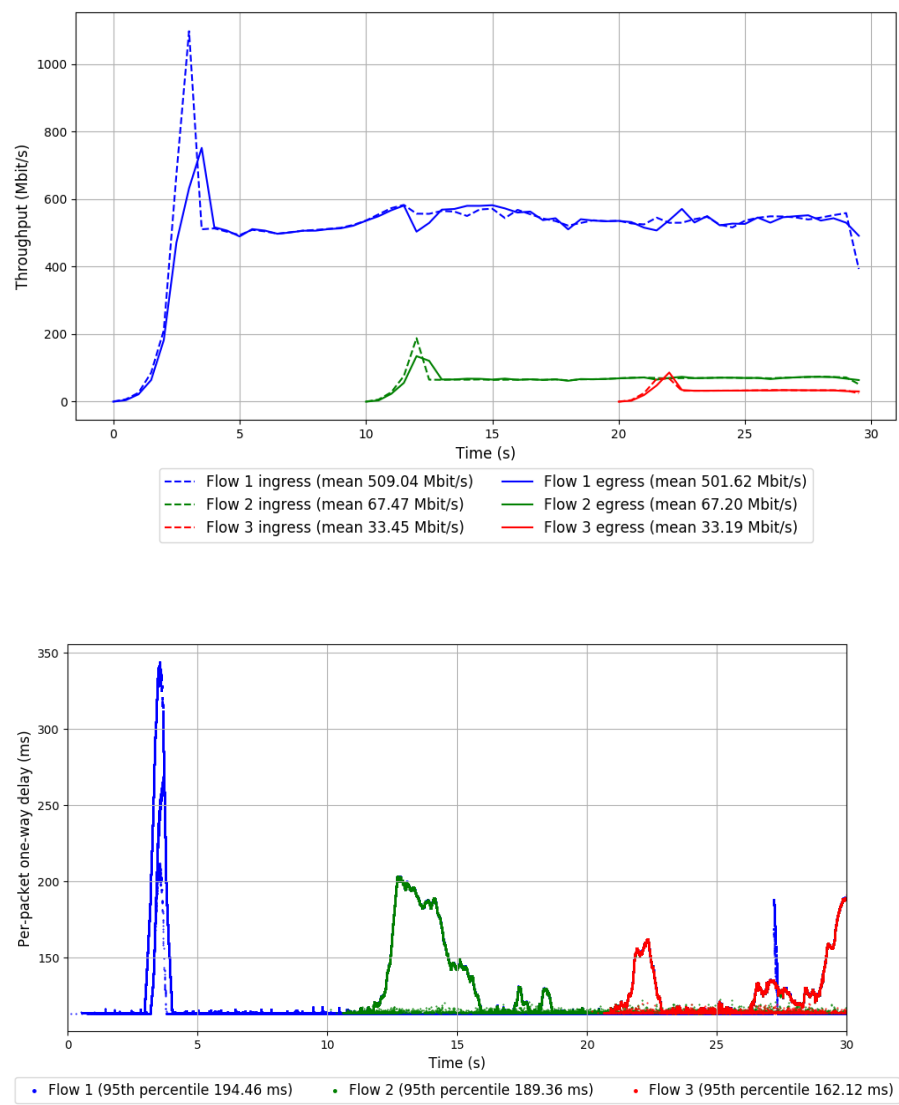 1000
800
600
400
200
0
Throughput (Mbit/s)
0 5 10 15 20 25 30
Time (s)
Flow 1 ingress (mean 509.04 Mbit/s) Flow 1 egress (mean 501.62 Mbit/s)
Flow 2 ingress (mean 67.47 Mbit/s) Flow 2 egress (mean 67.20 Mbit/s)
Flow 3 ingress (mean 33.45 Mbit/s) Flow 3 egress (mean 33.19 Mbit/s)
350
300
250
200
150
Per-packet one-way delay (ms)
0 5 10 15 20 25 30
Time (s)
Flow 1 (95th percentile 194.46 ms) Flow 2 (95th percentile 189.36 ms) Flow 3 (95th percentile 162.12 ms)